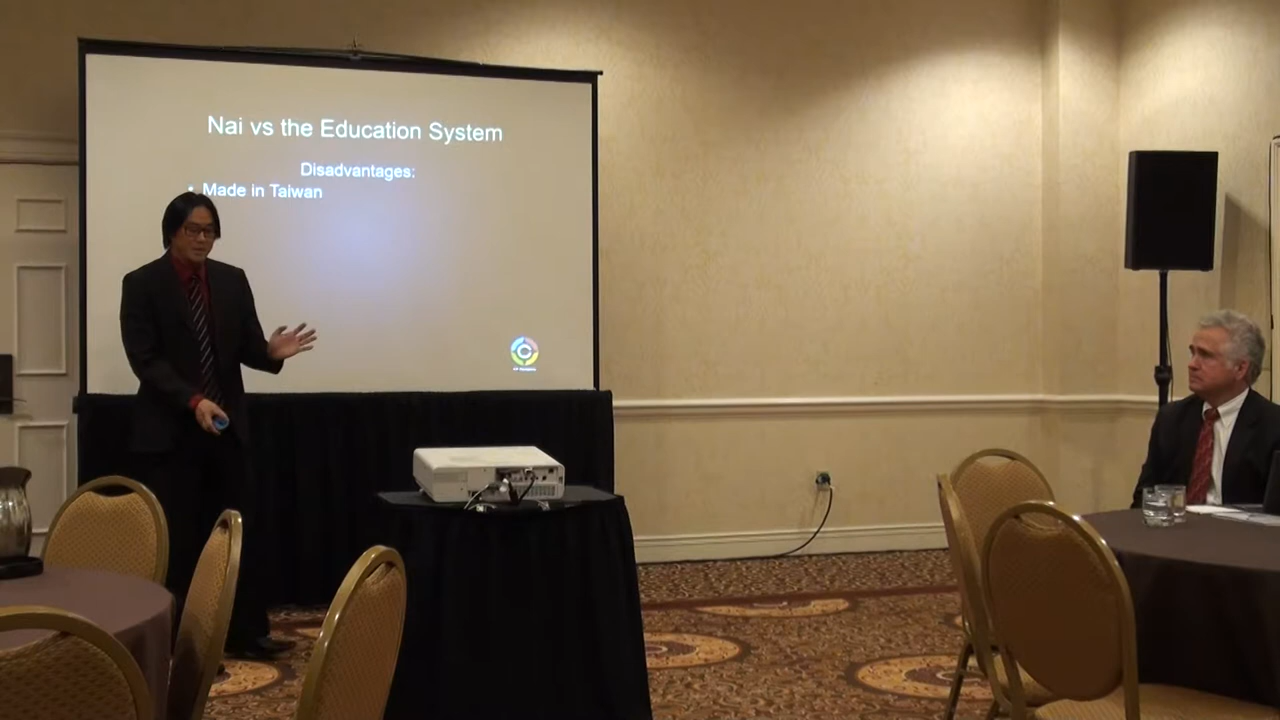 Nai vs the Education System
Disadvantages:
• Made in Taiwan
C